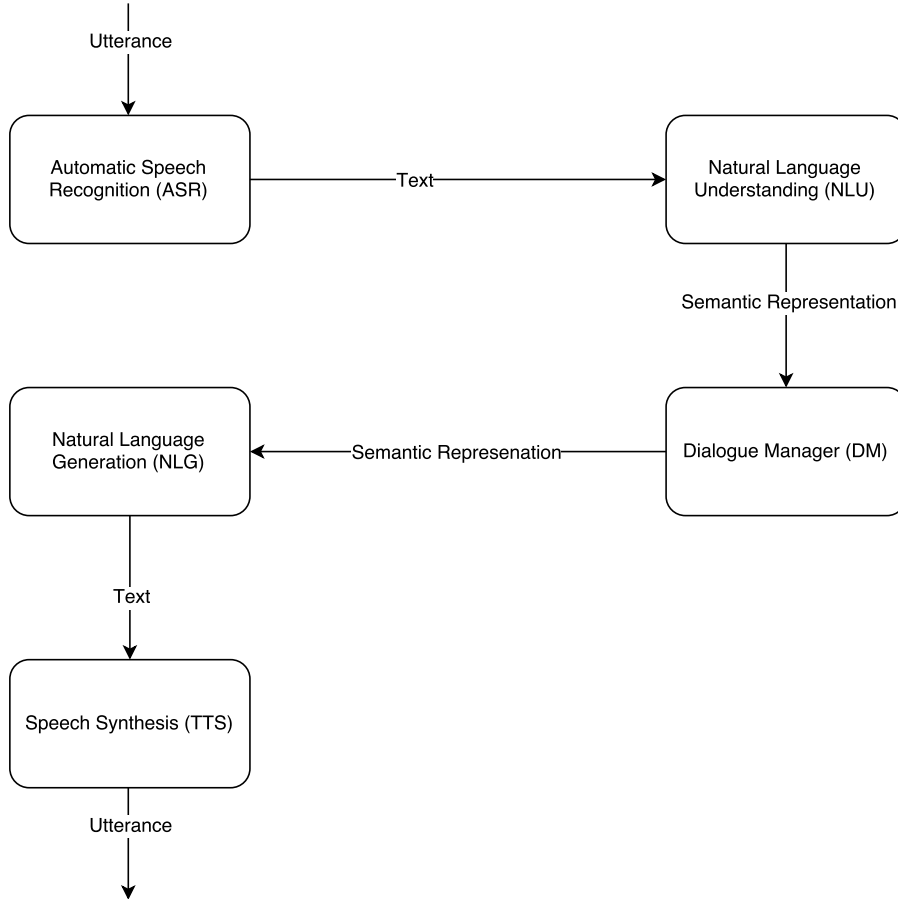 Utterance
Automatic Speech
Recognition (ASR)
Text
Natural Language
Understanding (NLU)
Semantic Representation
Dialogue Manager (DM)
Semantic Represenation
Natural Language
Generation (NLG)
Text
Speech Synthesis (TTS)
Utterance